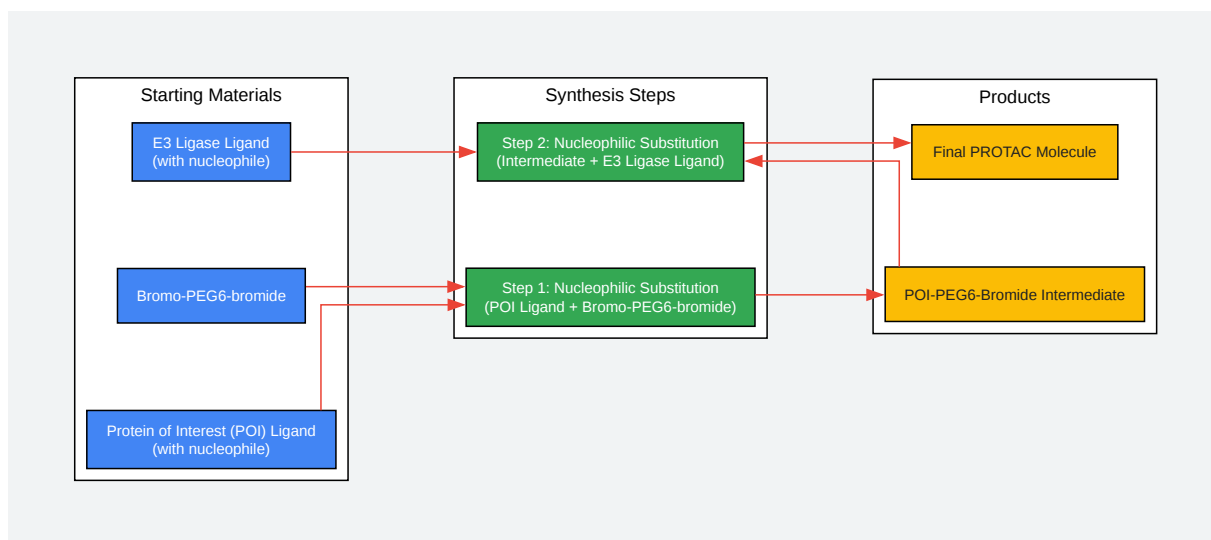 Starting Materials
E3 Ligase Ligand
(with nucleophile)
Bromo-PEG6-bromide
Protein of Interest (POI) Ligand
(with nucleophile)
Synthesis Steps
Step 2: Nucleophilic Substitution
(Intermediate + E3 Ligase Ligand)
Step 1: Nucleophilic Substitution
(POI Ligand + Bromo-PEG6-bromide)
Products
Final PROTAC Molecule
POI-PEG6-Bromide Intermediate